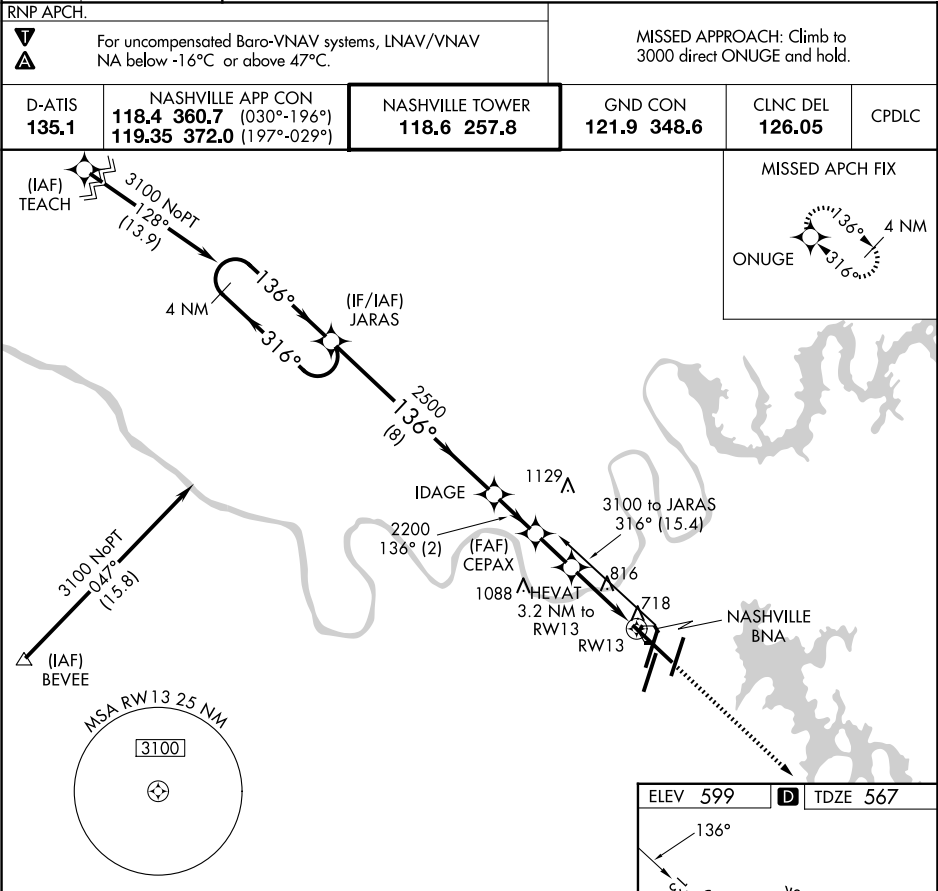 RNP APCH.
T
A
For uncompensated Baro-VNAV systems, LNAV/VNAV
NA below -16°C or above 47°C.
MISSED APPROACH: Climb to
3000 direct ONUGE and hold.
D-ATIS
135.1
NASHVILLE APP CON
118.4 360.7 (030°-196°)
119.35 372.0 (197°-029°)
NASHVILLE TOWER
118.6 257.8
GND CON
121.9 348.6
CLNC DEL
126.05
CPDLC
(IAF)
TEACH
3100 NoPT
128°
(13.9)
MISSED APCH FIX
136°
4 NM
ONUGE
316°
4 NM
136°
316°
(IF/IAF)
JARAS
2500
136°
(8)
IDAGE
1129
3100 to JARAS
316° (15.4)
2200
136° (2)
(FAF)
CEPAX
1088
HEVAT
3.2 NM to
RW13
816
718
RW13
NASHVILLE
BNA
3100 NoPT
047°
(15.8)
(IAF)
BEVEE
MSA RW13 25 NM
3100
ELEV 599
D
TDZE 567
136°